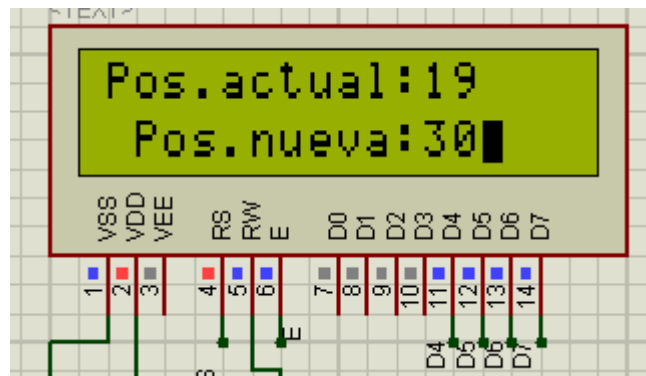 <TEXT>
Pos.actual:19
Pos.nueva:30
VSS VDD VEE RS RW E D0 D1 D2 D3 D4 D5 D6 D7
1 2 3 4 5 6 7 8 9 10 11 12 13 14
E
D4 D5 D6 D7